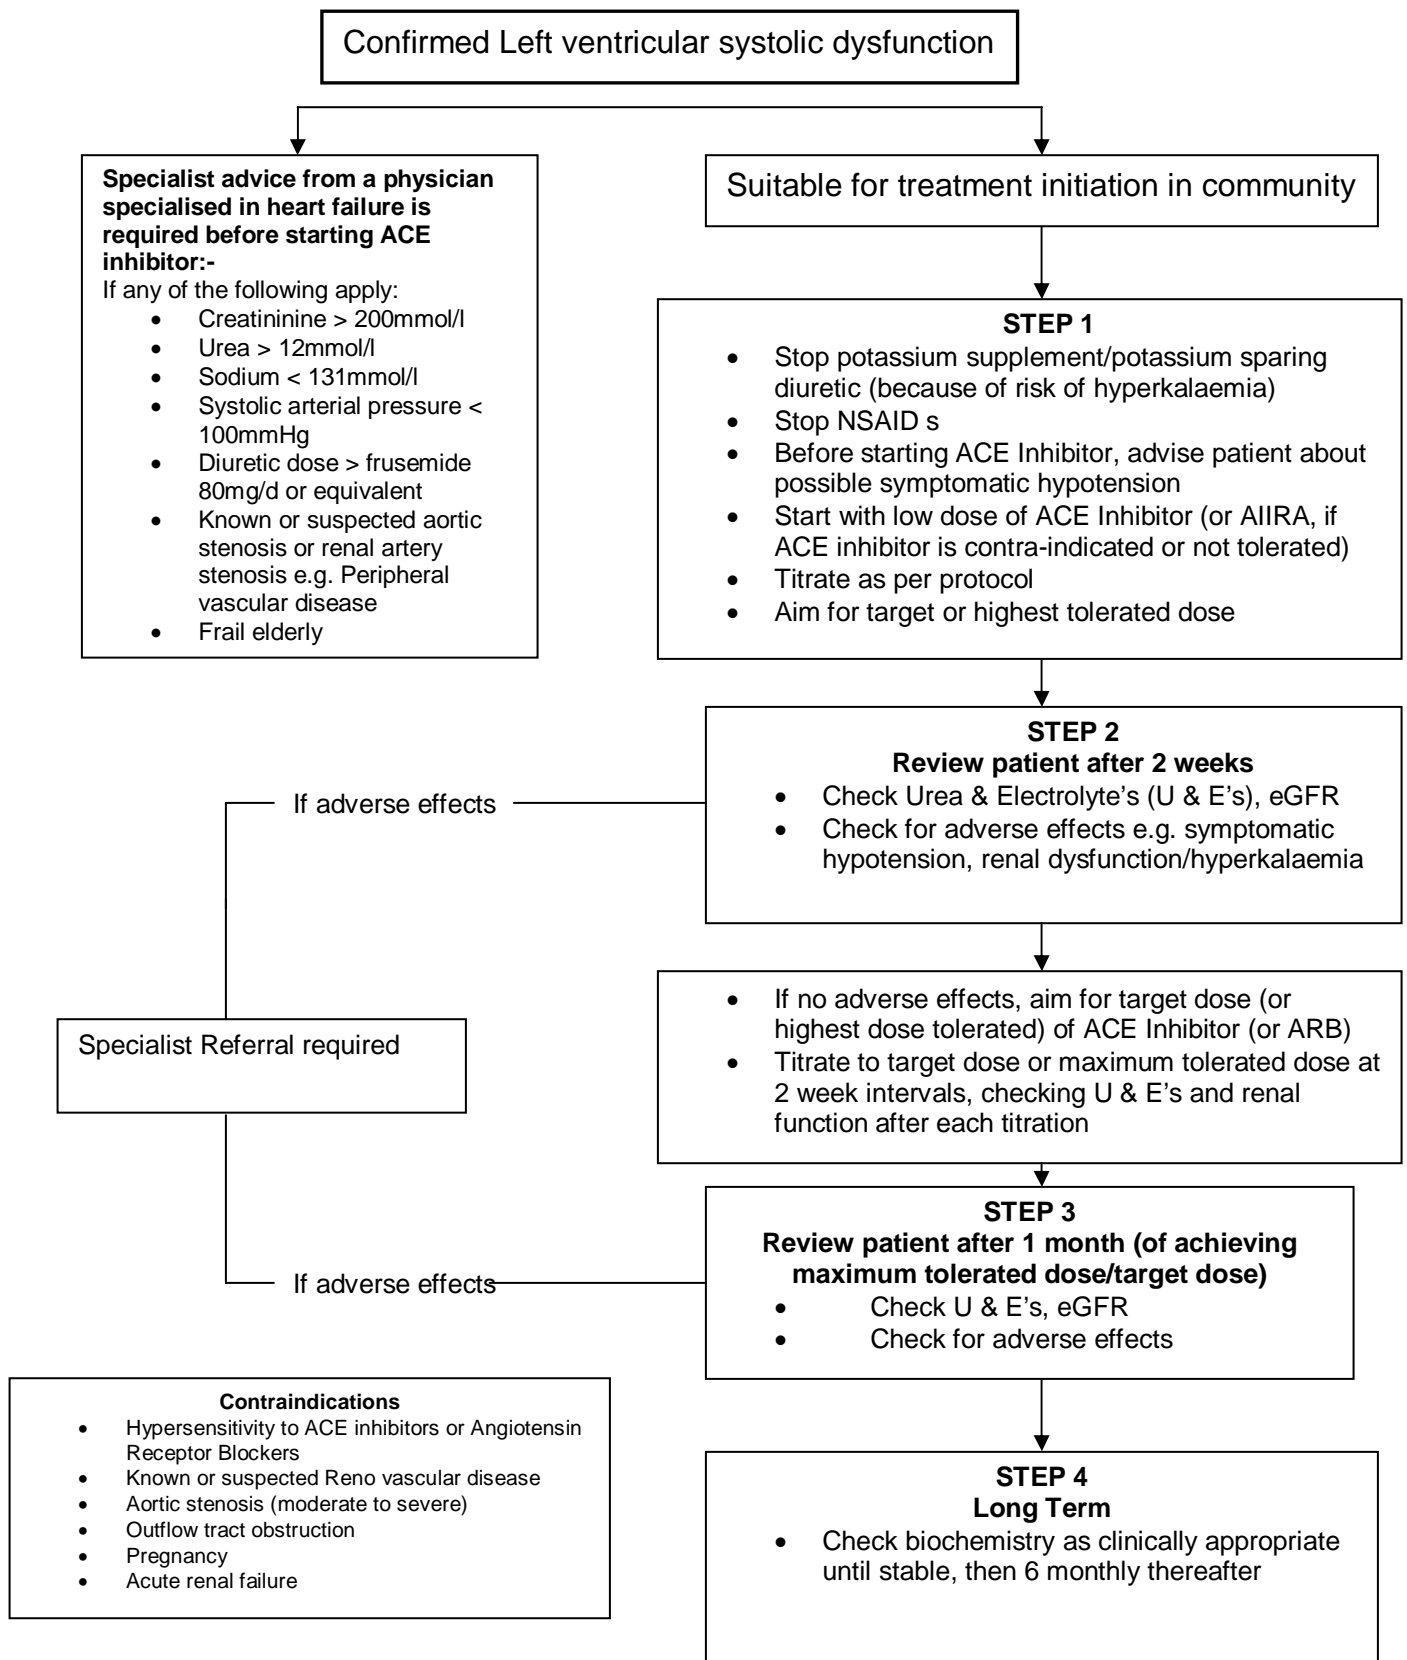 Confirmed Left ventricular systolic dysfunction
Specialist advice from a physician
specialised in heart failure is
required before starting ACE
inhibitor:-
If any of the following apply:
• Creatininine > 200mmol/l
• Urea > 12mmol/l
• Sodium < 131mmol/l
• Systolic arterial pressure <
100mmHg
• Diuretic dose > frusemide
80mg/d or equivalent
• Known or suspected aortic
stenosis or renal artery
stenosis e.g. Peripheral
vascular disease
• Frail elderly
Suitable for treatment initiation in community
STEP 1
• Stop potassium supplement/potassium sparing
diuretic (because of risk of hyperkalaemia)
• Stop NSAID s
• Before starting ACE Inhibitor, advise patient about
possible symptomatic hypotension
• Start with low dose of ACE Inhibitor (or AIIRA, if
ACE inhibitor is contra-indicated or not tolerated)
• Titrate as per protocol
• Aim for target or highest tolerated dose
STEP 2
Review patient after 2 weeks
• Check Urea & Electrolyte’s (U & E’s), eGFR
• Check for adverse effects e.g. symptomatic
hypotension, renal dysfunction/hyperkalaemia
If adverse effects
• If no adverse effects, aim for target dose (or
highest dose tolerated) of ACE Inhibitor (or ARB)
• Titrate to target dose or maximum tolerated dose at
2 week intervals, checking U & E’s and renal
function after each titration
Specialist Referral required
STEP 3
Review patient after 1 month (of achieving
maximum tolerated dose/target dose)
• Check U & E’s, eGFR
• Check for adverse effects
If adverse effects
Contraindications
• Hypersensitivity to ACE inhibitors or Angiotensin
Receptor Blockers
• Known or suspected Reno vascular disease
• Aortic stenosis (moderate to severe)
• Outflow tract obstruction
• Pregnancy
• Acute renal failure
STEP 4
Long Term
• Check biochemistry as clinically appropriate
until stable, then 6 monthly thereafter